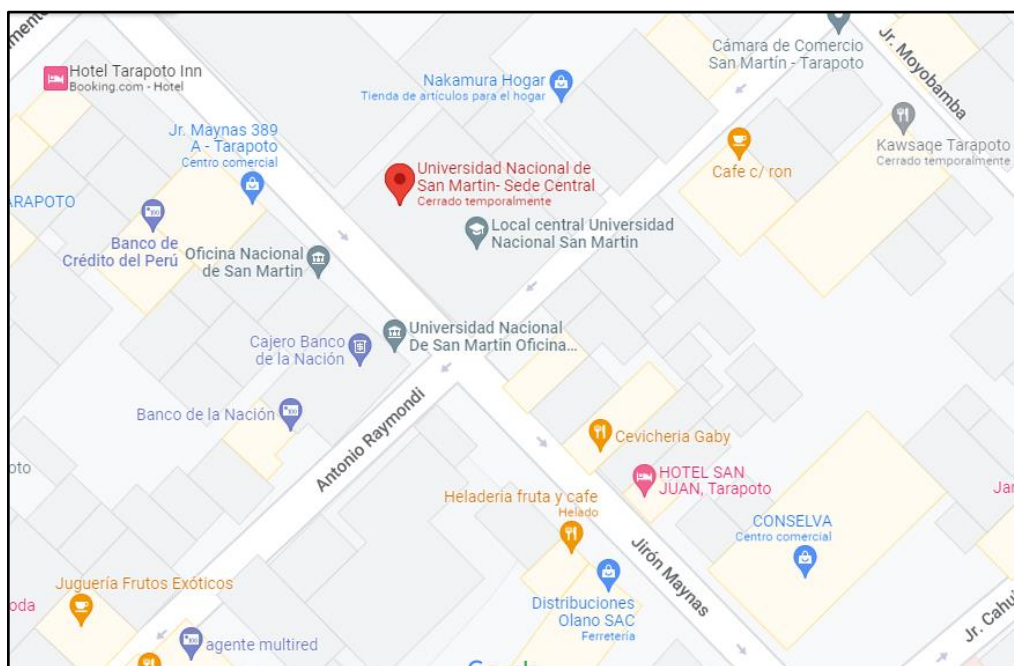 Hotel Tarapoto Inn
Booking.com - Hotel
Nakamura Hogar
Tienda de artículos para el hogar
Cámara de Comercio
San Martín - Tarapoto
Jr. Moyobamba
Kawsaqe Tarapoto
Cerrado temporalmente
Jr. Maynas 389
A - Tarapoto
Centro comercial
Universidad Nacional de
San Martin- Sede Central
Cerrado temporalmente
Cafe c/ ron
ARAPOTO
Banco de
Crédito del Perú
Oficina Nacional
de San Martin
Local central Universidad
Nacional San Martin
Cajero Banco
de la Nación
Universidad Nacional
De San Martin Oficina...
Banco de la Nación
Antonio Raymondi
Cevicheria Gaby
HOTEL SAN
JUAN, Tarapoto
Heladeria fruta y cafe
Helado
CONSELVA
Centro comercial
Jirón Maynas
Juguería Frutos Exóticos
Distribuciones
Olano SAC
Ferretería
agente multired
Jr. Cahui